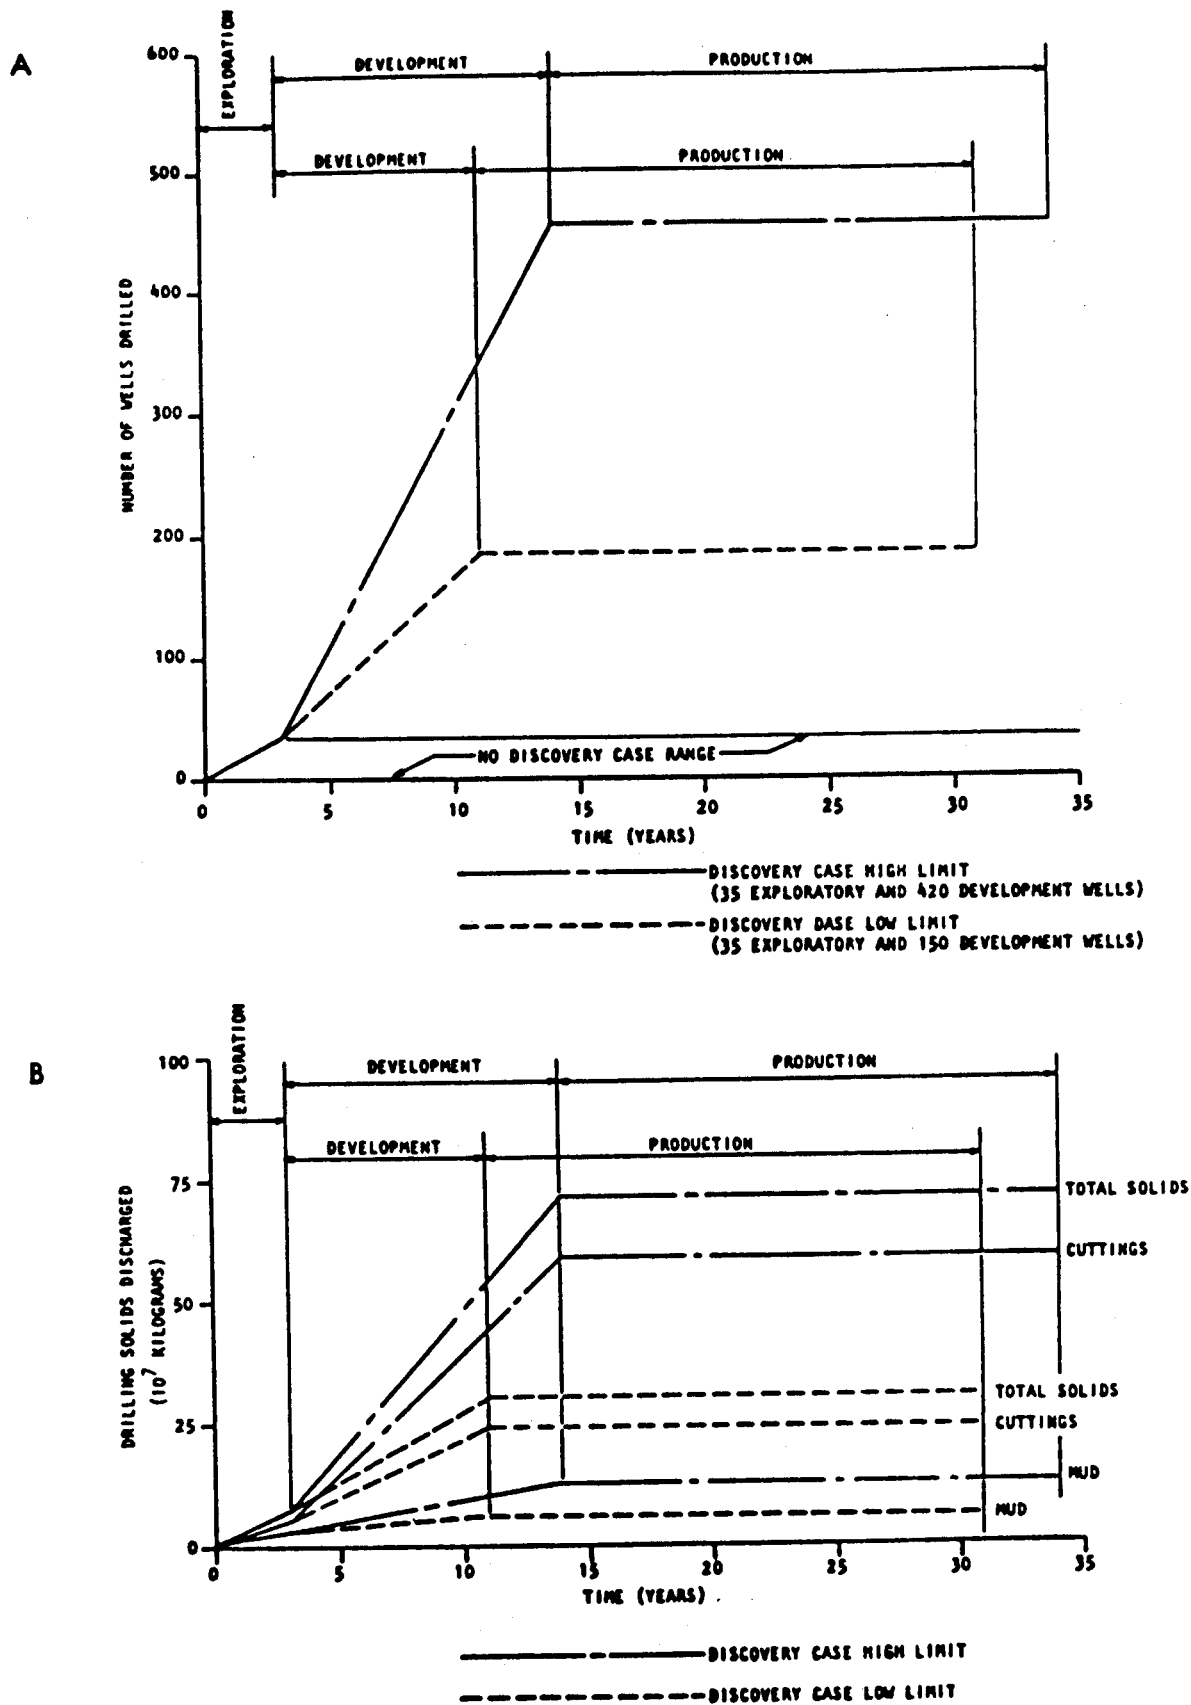 A
600
EXPLORATION
DEVELOPMENT
PRODUCTION
500
DEVELOPMENT
PRODUCTION
400
NUMBER OF WELLS DRILLED
300
200
100
NO DISCOVERY CASE RANGE
0
0 5 10 15 20 25 30 35
TIME (YEARS)
DISCOVERY CASE HIGH LIMIT
(35 EXPLORATORY AND 420 DEVELOPMENT WELLS)
DISCOVERY DASE LOW LIMIT
(35 EXPLORATORY AND 150 DEVELOPMENT WELLS)
B
100
EXPLORATION
DEVELOPMENT
PRODUCTION
DEVELOPMENT
PRODUCTION
75
TOTAL SOLIDS
CUTTINGS
DRILLING SOLIDS DISCHARGED
(10⁷ KILOGRAMS)
50
TOTAL SOLIDS
CUTTINGS
25
MUD
MUD
0
0 5 10 15 20 25 30 35
TIME (YEARS)
DISCOVERY CASE HIGH LIMIT
DISCOVERY CASE LOW LIMIT